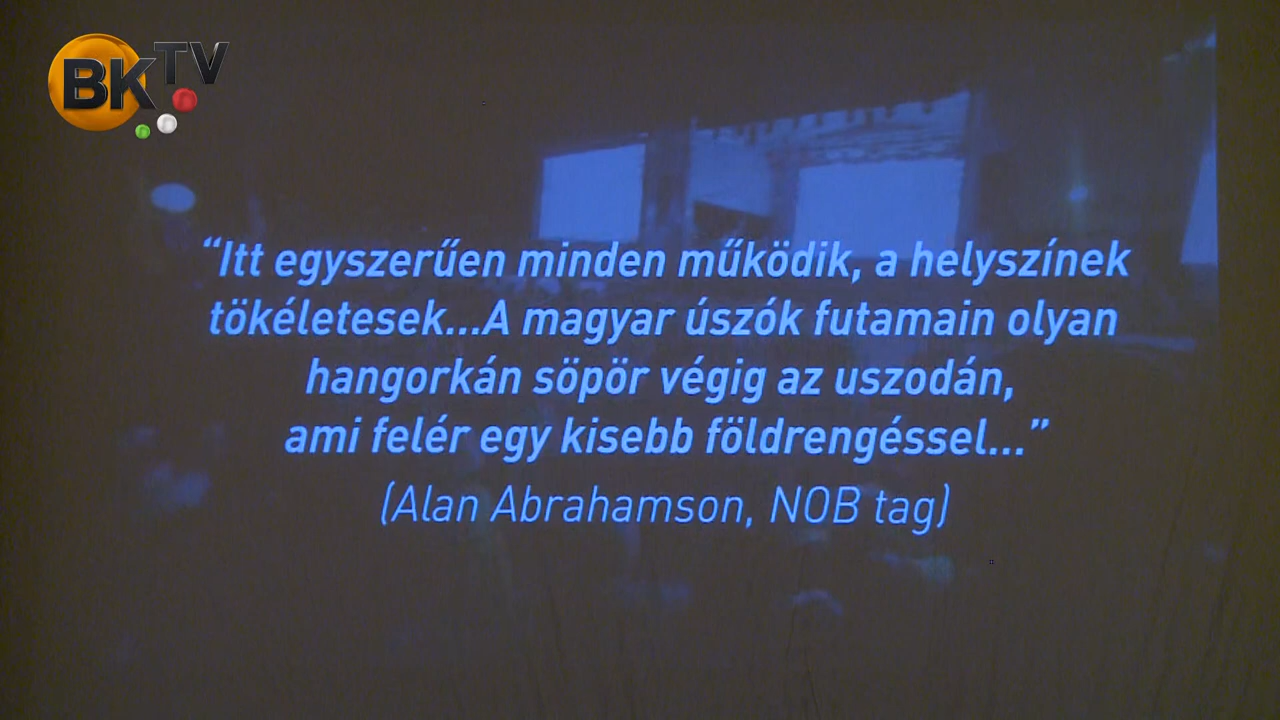 BKTV
“Itt egyszerűen minden működik, a helyszínek
tökéletesek...A magyar úszók futamain olyan
hangorkán söpör végig az uszodán,
ami felér egy kisebb földrengéssel...”
(Alan Abrahamson, NOB tag)